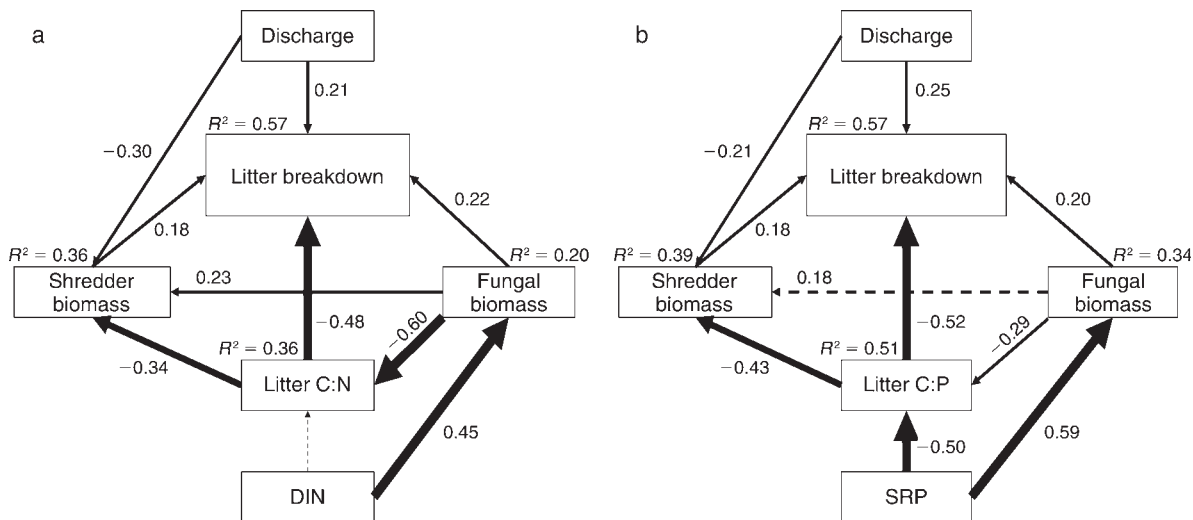 a
Discharge
0.21
R² = 0.57
−0.30
Litter breakdown
0.18
0.22
R² = 0.36
R² = 0.20
Shredder
biomass
0.23
Fungal
biomass
−0.48
−0.60
R² = 0.36
−0.34
Litter C:N
0.45
DIN
b
Discharge
0.25
R² = 0.57
−0.21
Litter breakdown
0.18
0.20
R² = 0.39
R² = 0.34
Shredder
biomass
0.18
Fungal
biomass
−0.52
−0.29
R² = 0.51
−0.43
Litter C:P
0.59
−0.50
SRP